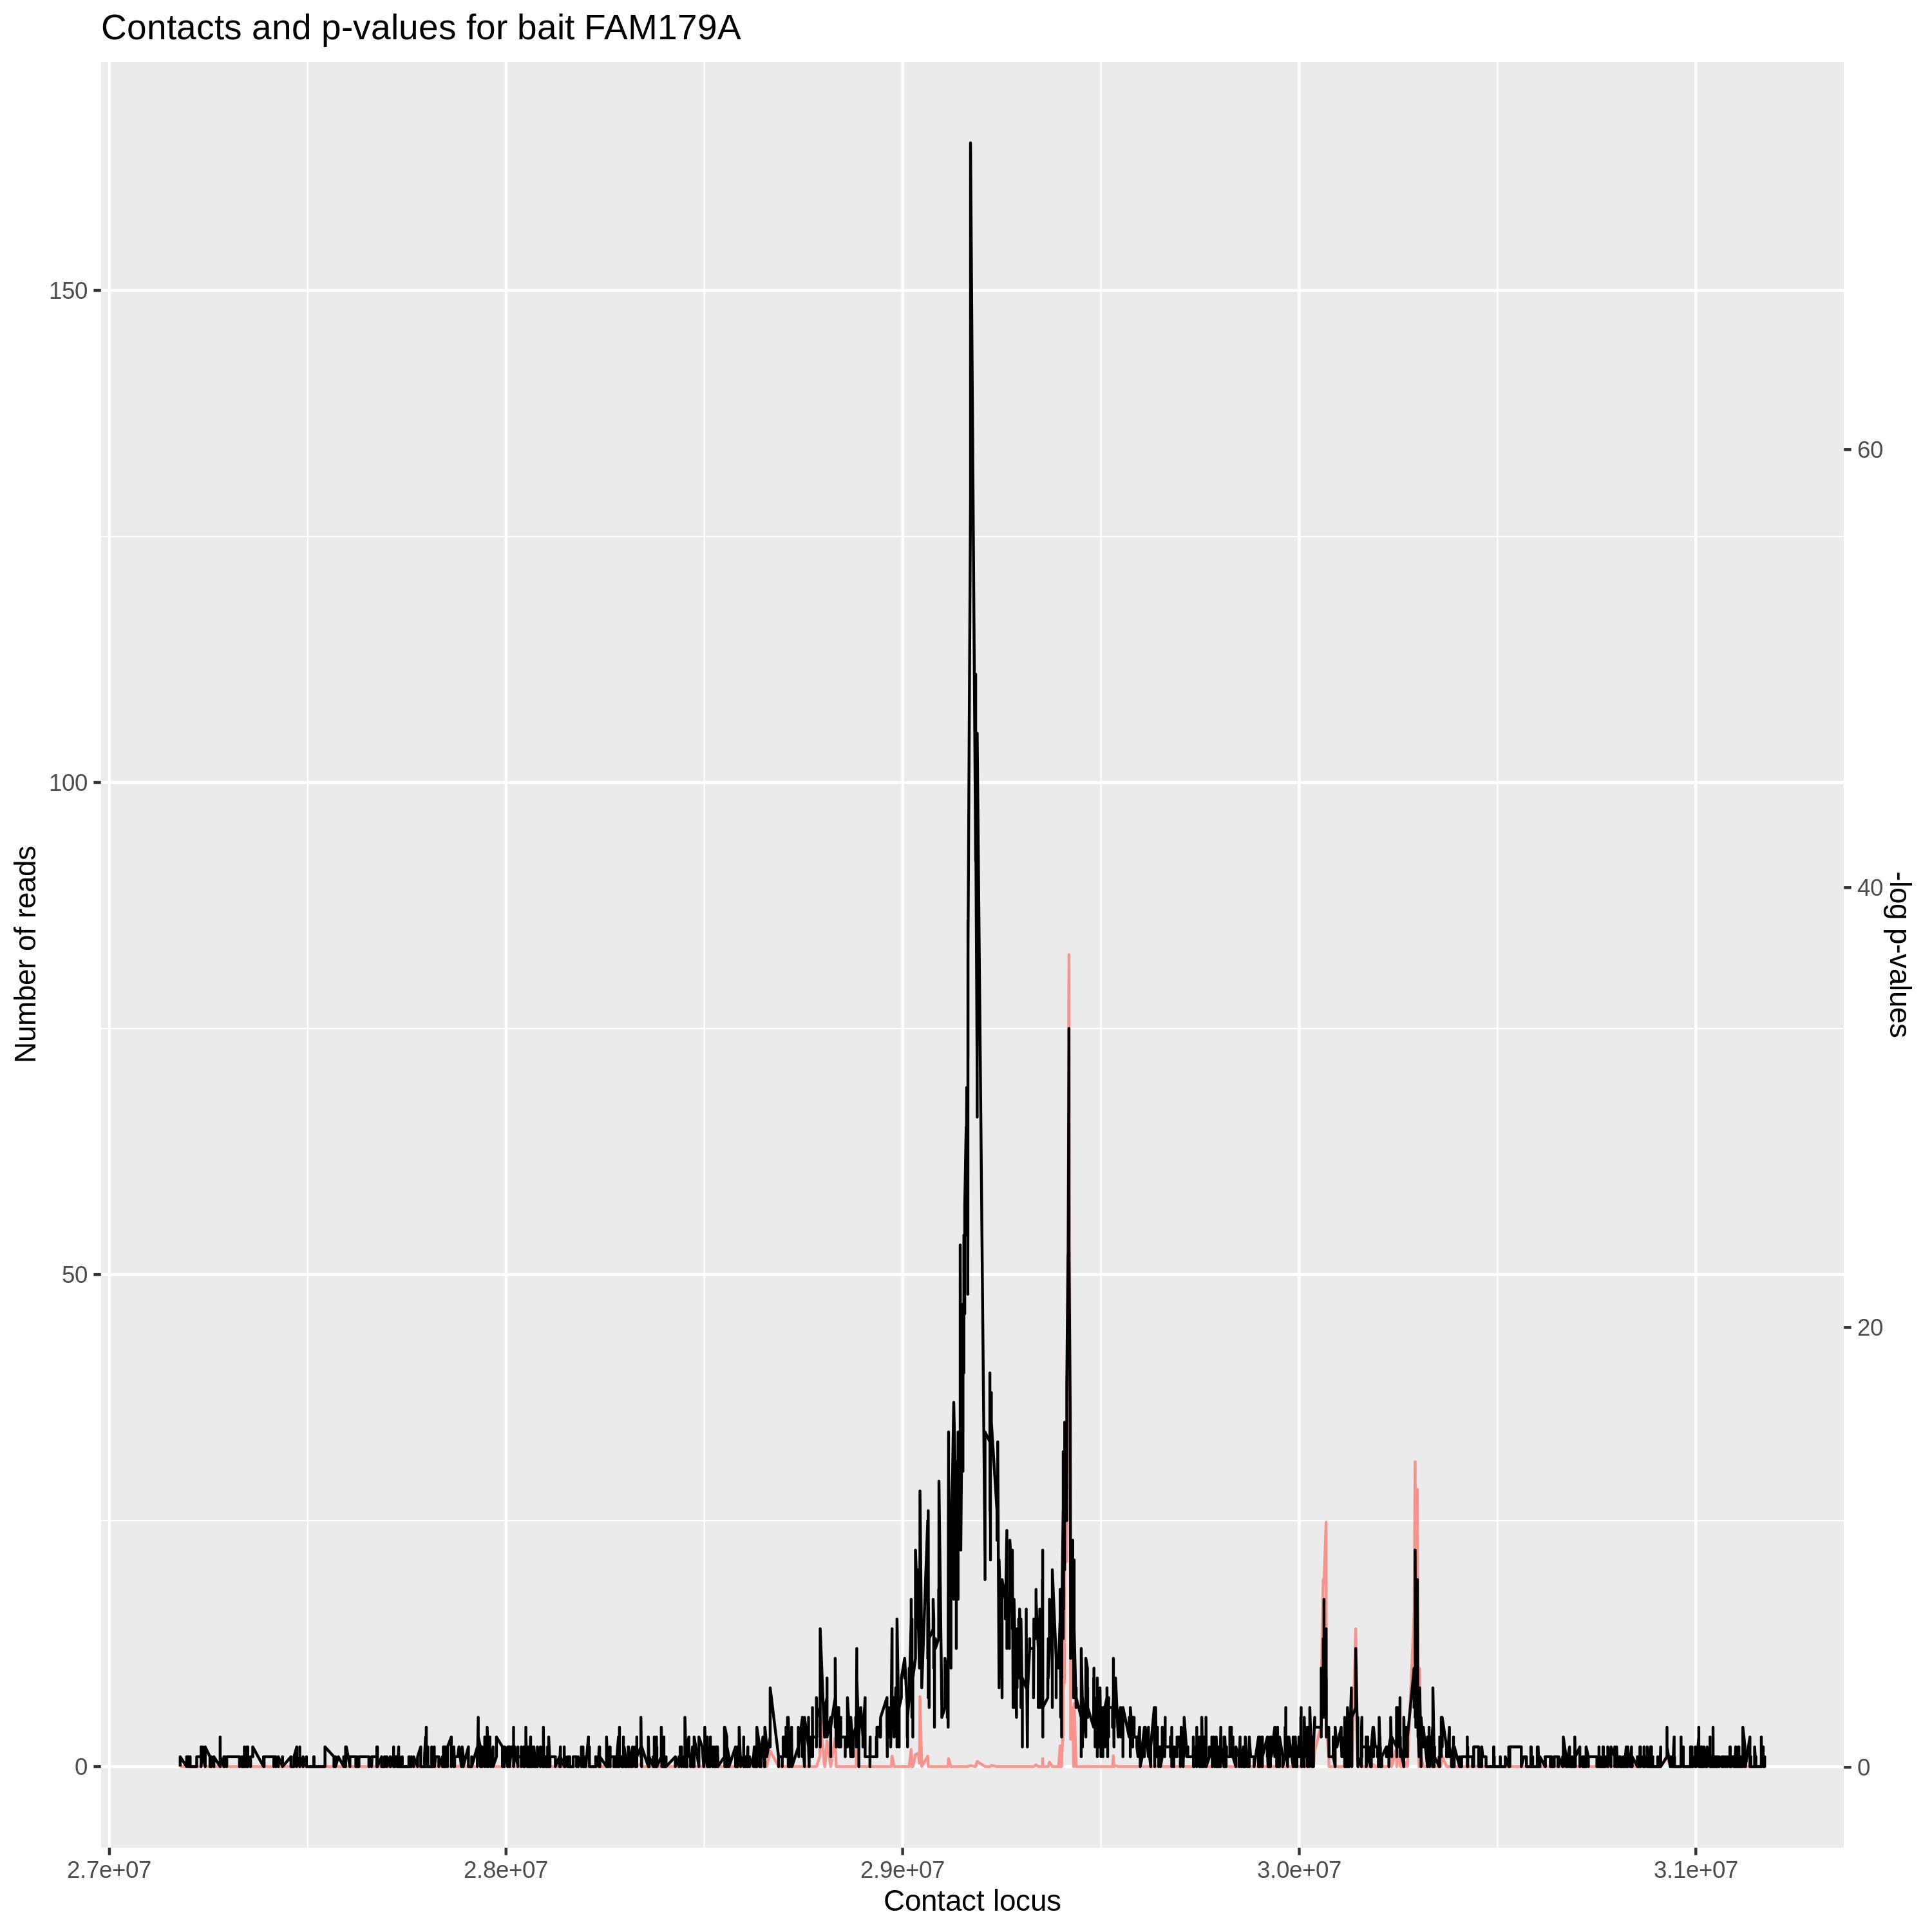 Contacts and p-values for bait FAM179A
Number of reads
150
100
50
0
60
40
20
0
-log p-values
2.7e+07
2.8e+07
2.9e+07
3.0e+07
3.1e+07
Contact locus